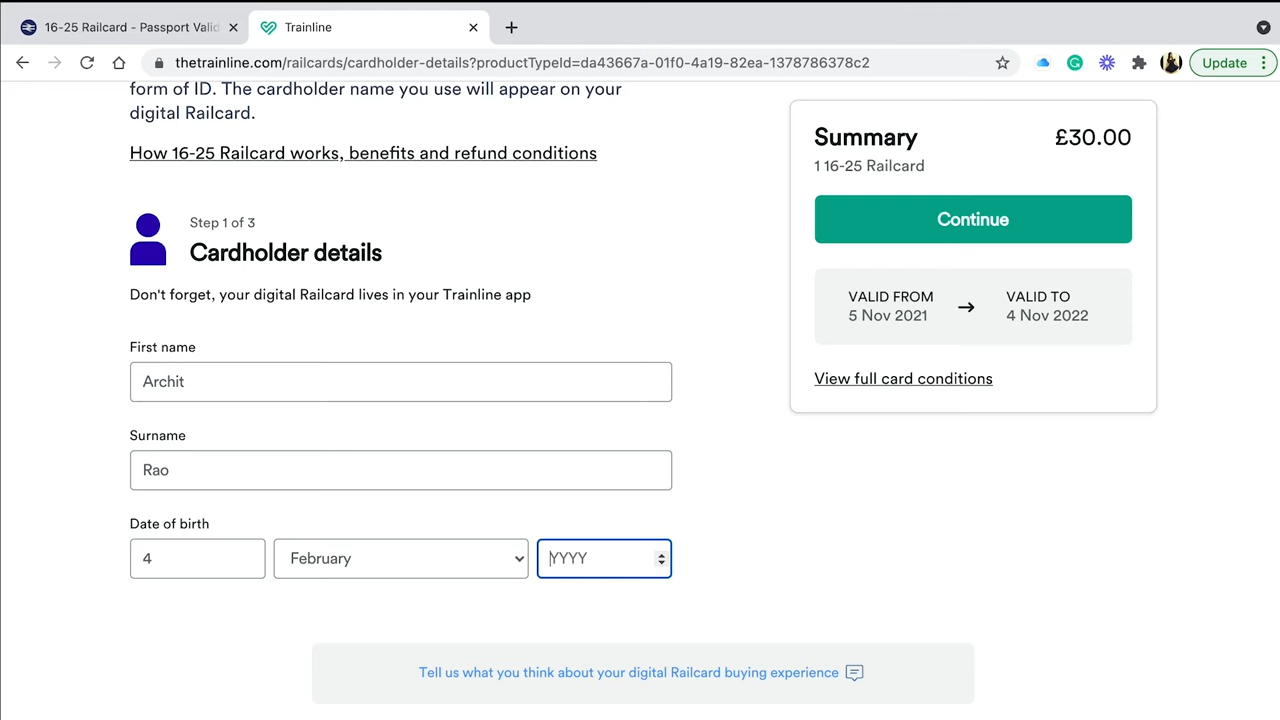 16-25 Railcard - Passport Valid
Trainline
thetrainline.com/railcards/cardholder-details?productTypeId=da43667a-01f0-4a19-82ea-1378786378c2
Update
form of ID. The cardholder name you use will appear on your
digital Railcard.
How 16-25 Railcard works, benefits and refund conditions
Step 1 of 3
Cardholder details
Don't forget, your digital Railcard lives in your Trainline app
First name
Archit
Surname
Rao
Date of birth
4 February YYYY
Summary £30.00
1 16-25 Railcard
Continue
VALID FROM VALID TO
5 Nov 2021 4 Nov 2022
View full card conditions
Tell us what you think about your digital Railcard buying experience